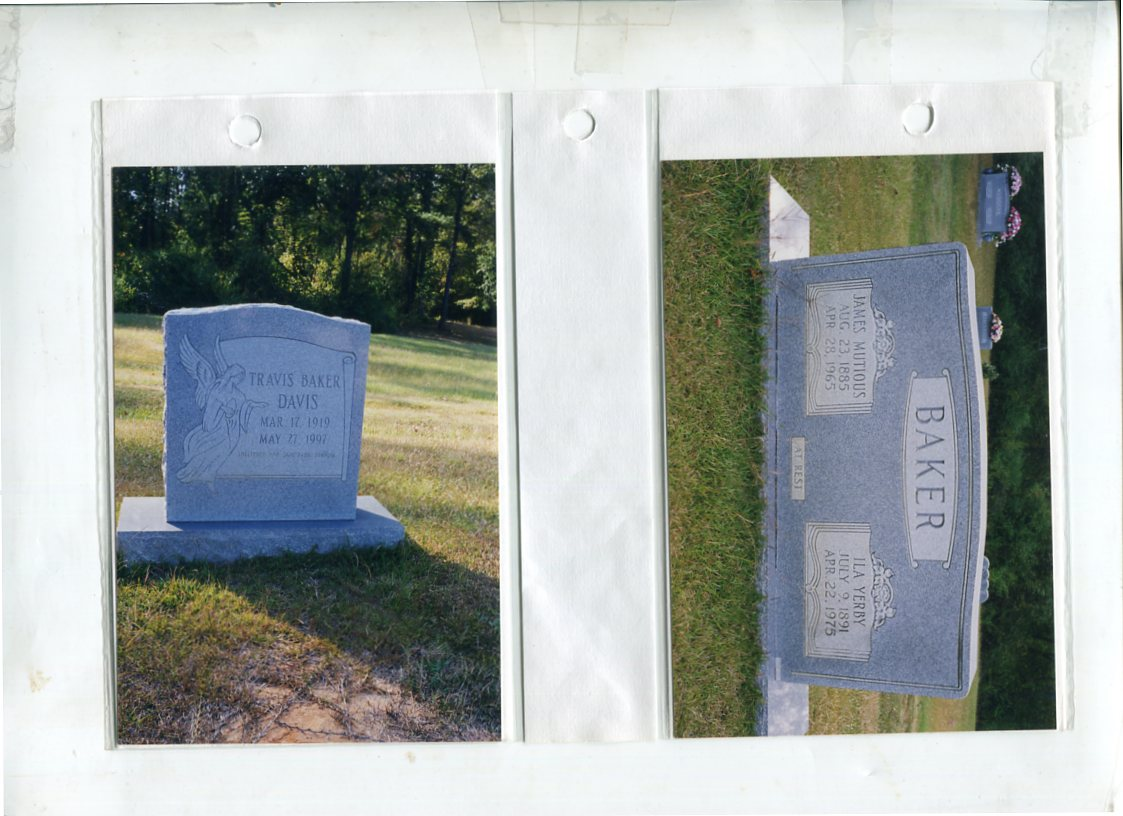 TRAVIS BAKER
DAVIS
MAR. 17, 1919
MAY 27, 1997
BAKER
JAMES MUTIOUS
AUG. 23, 1885
APR. 28, 1965
ILA YERBY
JULY 9, 1891
APR. 22, 1975
AT REST